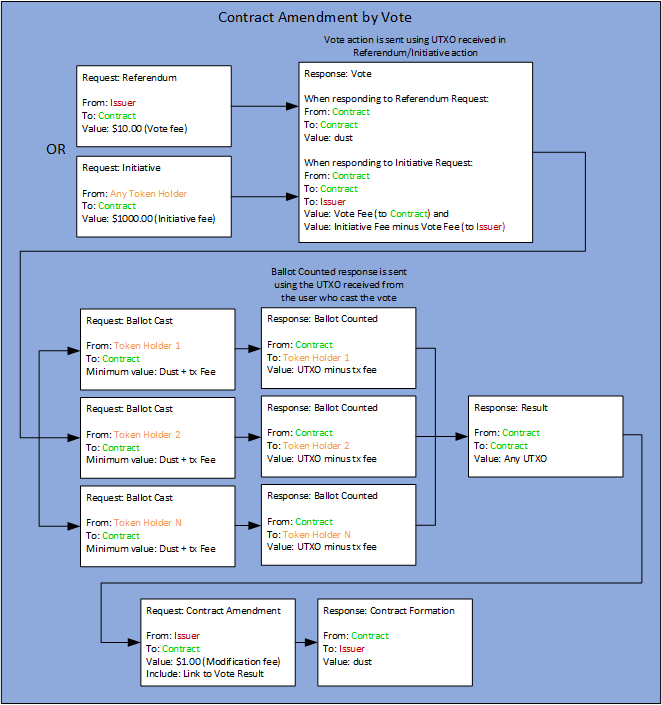 Contract Amendment by Vote
Vote action is sent using UTXO received in
Referendum/Initiative action
Request: Referendum
From: Issuer
To: Contract
Value: $10.00 (Vote fee)
OR
Request: Initiative
From: Any Token Holder
To: Contract
Value: $1000.00 (Initiative fee)
Response: Vote
When responding to Referendum Request:
From: Contract
To: Contract
Value: dust
When responding to Initiative Request:
From: Contract
To: Contract
To: Issuer
Value: Vote Fee (to Contract) and
Value: Initiative Fee minus Vote Fee (to Issuer)
Ballot Counted response is sent
using the UTXO received from
the user who cast the vote
Request: Ballot Cast
From: Token Holder 1
To: Contract
Minimum value: Dust + tx Fee
Response: Ballot Counted
From: Contract
To: Token Holder 1
Value: UTXO minus tx fee
Request: Ballot Cast
From: Token Holder 2
To: Contract
Minimum value: Dust + tx Fee
Response: Ballot Counted
From: Contract
To: Token Holder 2
Value: UTXO minus tx fee
Response: Result
From: Contract
To: Contract
Value: Any UTXO
Request: Ballot Cast
From: Token Holder N
To: Contract
Minimum value: Dust + tx Fee
Response: Ballot Counted
From: Contract
To: Token Holder N
Value: UTXO minus tx fee
Request: Contract Amendment
From: Issuer
To: Contract
Value: $1.00 (Modification fee)
Include: Link to Vote Result
Response: Contract Formation
From: Contract
To: Issuer
Value: dust